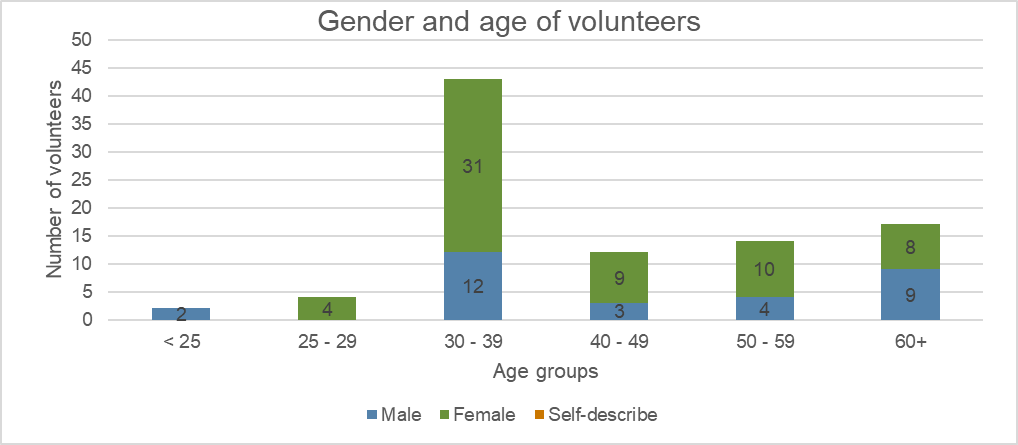 Gender and age of volunteers
50
45
40
35
30
25
20
15
10
5
0
Number of volunteers
2
4
31
12
9
3
10
4
8
9
< 25
25 - 29
30 - 39
40 - 49
50 - 59
60+
Age groups
Male
Female
Self-describe